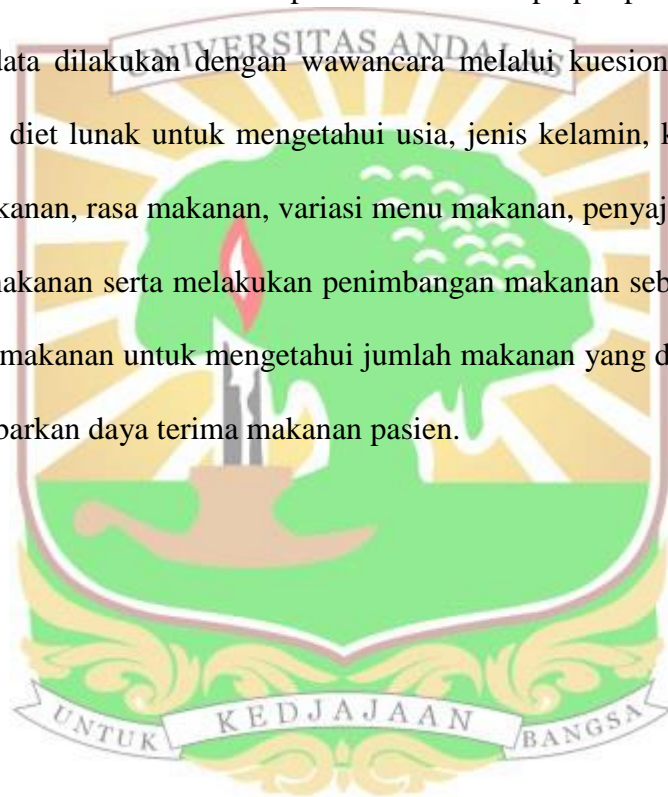 UNIVERSITAS ANDALAS
data dilakukan dengan wawancara melalui kuesion
diet lunak untuk mengetahui usia, jenis kelamin, k
kanan, rasa makanan, variasi menu makanan, penyaj
makanan serta melakukan penimbangan makanan seb
makanan untuk mengetahui jumlah makanan yang d
barkan daya terima makanan pasien.
UNTUK KEDJAJAAN BANGSA